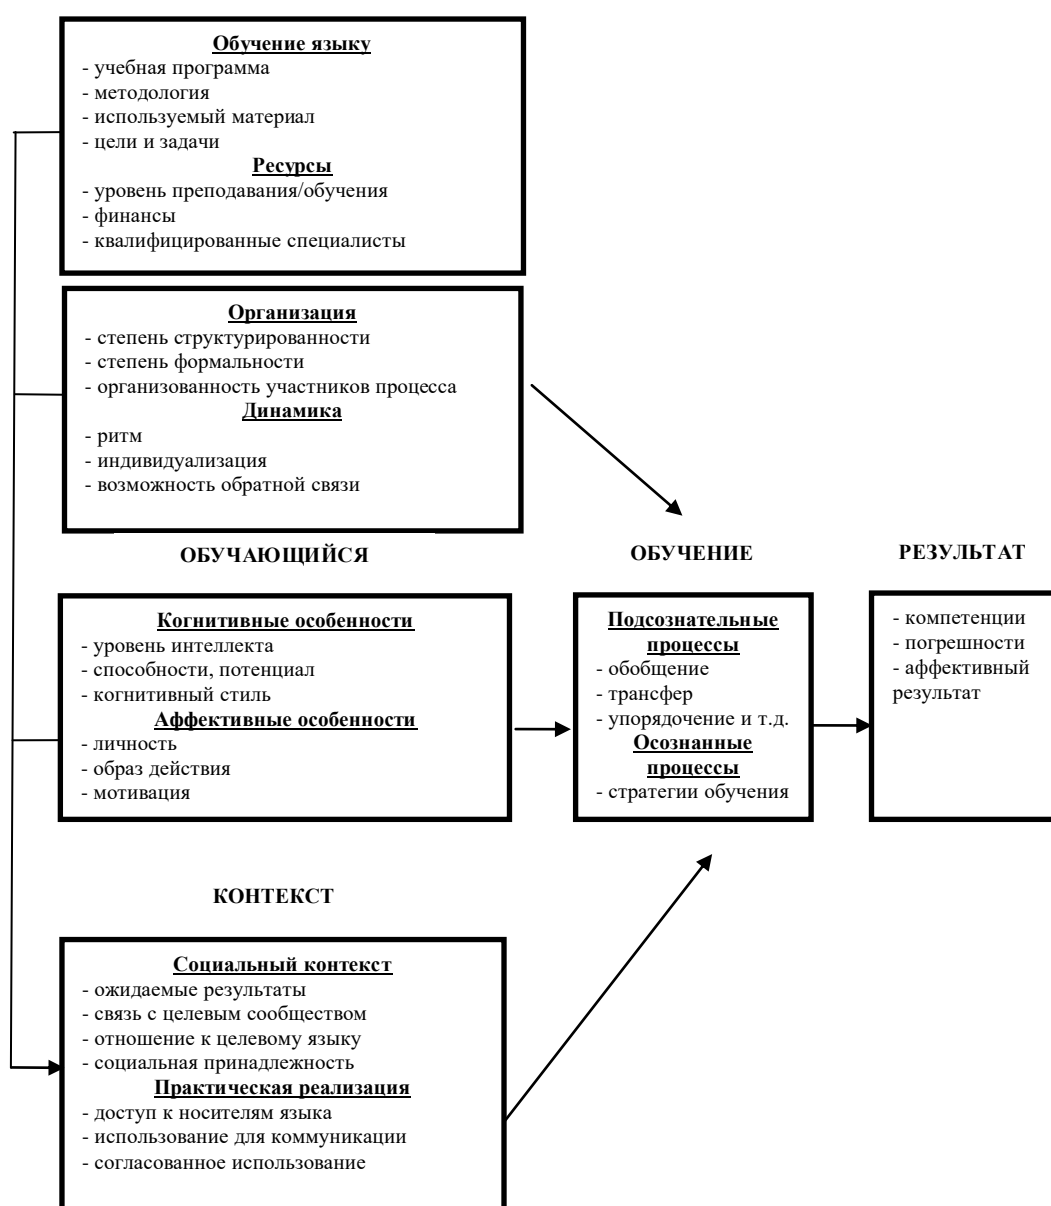 Обучение языку
- учебная программа
- методология
- используемый материал
- цели и задачи
Ресурсы
- уровень преподавания/обучения
- финансы
- квалифицированные специалисты
Организация
- степень структурированности
- степень формальности
- организованность участников процесса
Динамика
- ритм
- индивидуализация
- возможность обратной связи
ОБУЧАЮЩИЙСЯ
Когнитивные особенности
- уровень интеллекта
- способности, потенциал
- когнитивный стиль
Аффективные особенности
- личность
- образ действия
- мотивация
ОБУЧЕНИЕ
Подсознательные
процессы
- обобщение
- трансфер
- упорядочение и т.д.
Осознанные
процессы
- стратегии обучения
РЕЗУЛЬТАТ
- компетенции
- погрешности
- аффективный
результат
КОНТЕКСТ
Социальный контекст
- ожидаемые результаты
- связь с целевым сообществом
- отношение к целевому языку
- социальная принадлежность
Практическая реализация
- доступ к носителям языка
- использование для коммуникации
- согласованное использование